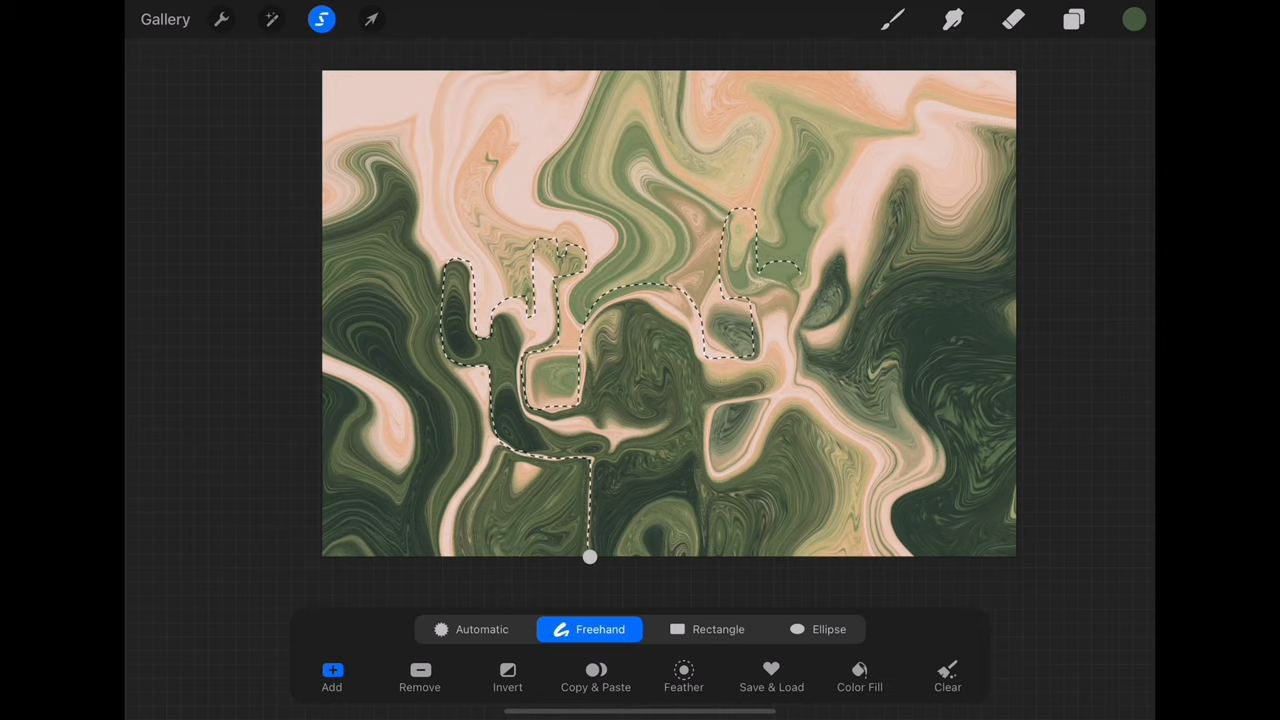 Gallery
Automatic Freehand Rectangle Ellipse
Add Remove Invert Copy & Paste Feather Save & Load Color Fill Clear